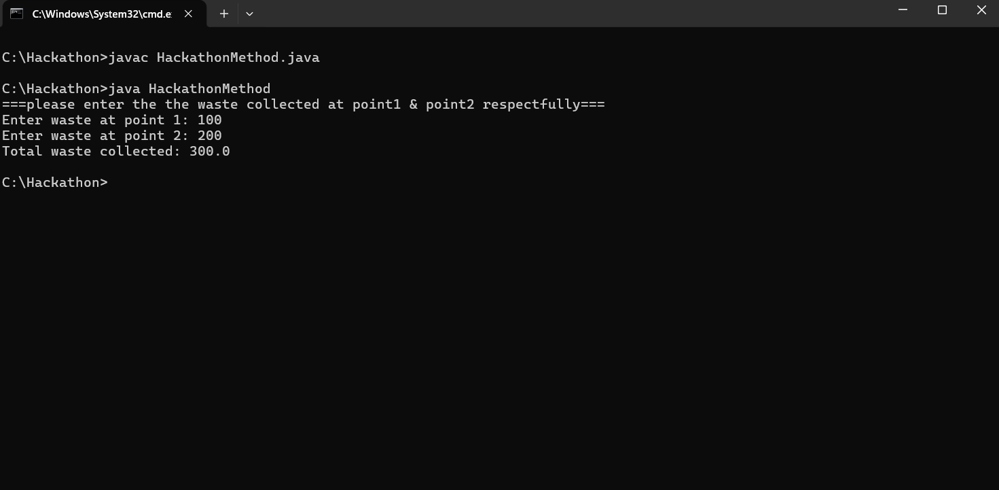 C:\Windows\System32\cmd.e
C:\Hackathon>javac HackathonMethod.java
C:\Hackathon>java HackathonMethod
===please enter the the waste collected at point1 & point2 respectfully===
Enter waste at point 1: 100
Enter waste at point 2: 200
Total waste collected: 300.0
C:\Hackathon>